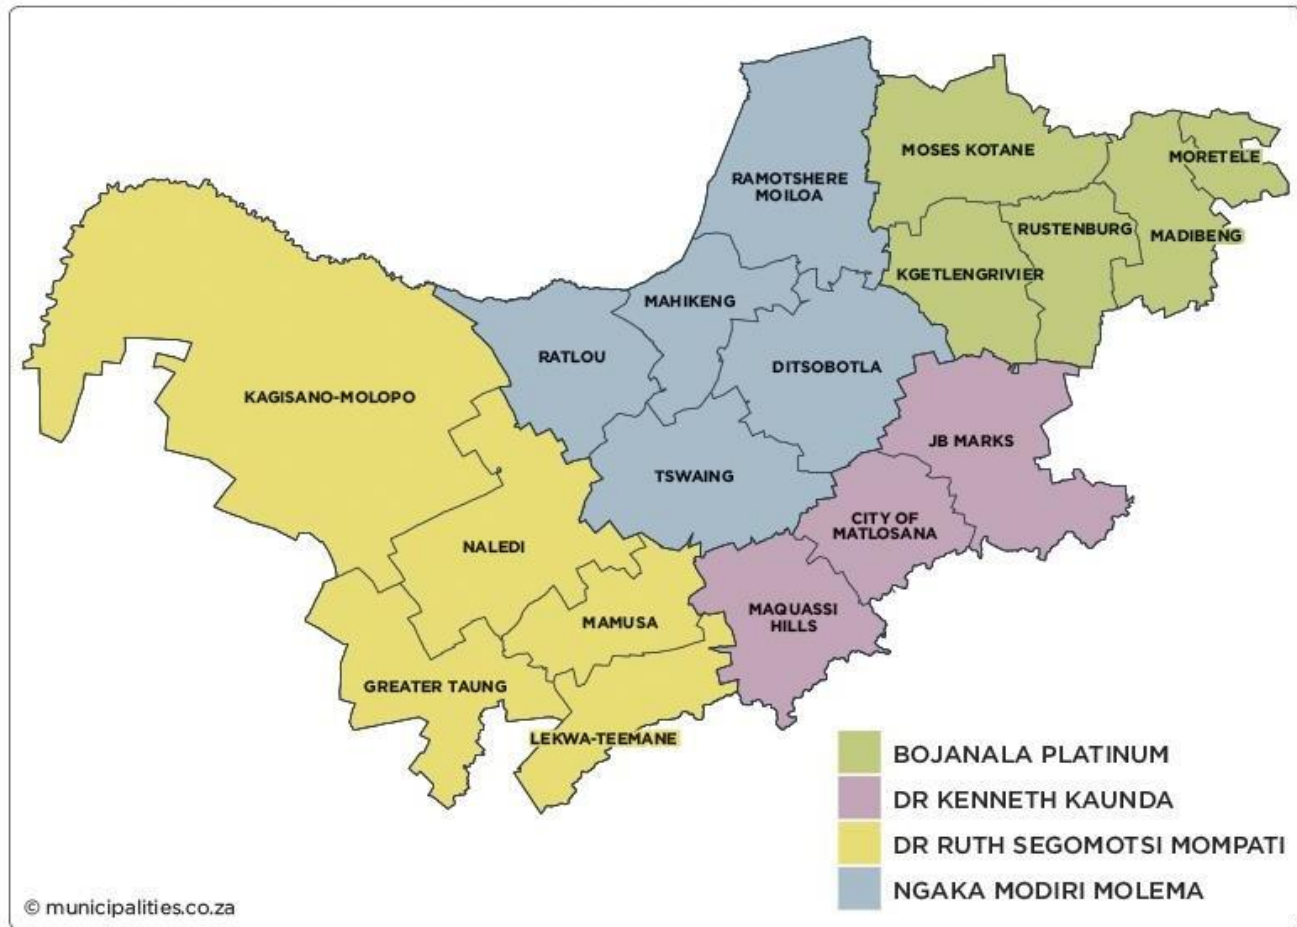 MOSES KOTANE
MORETELE
RAMOTSHERE
MOILOA
RUSTENBURG
MADIBENG
KGETLENGRIVIER
MAHIKENG
RATLOU
DITSOBOTLA
KAGISANO-MOLOPO
JB MARKS
TSWAING
CITY OF
MATLOSANA
NALEDI
MAQUASSI
HILLS
MAMUSA
GREATER TAUNG
LEKWA-TEEMANE
BOJANALA PLATINUM
DR KENNETH KAUNDA
DR RUTH SEGOMOTSI MOMPATI
NGAKA MODIRI MOLEMA
© municipalities.co.za